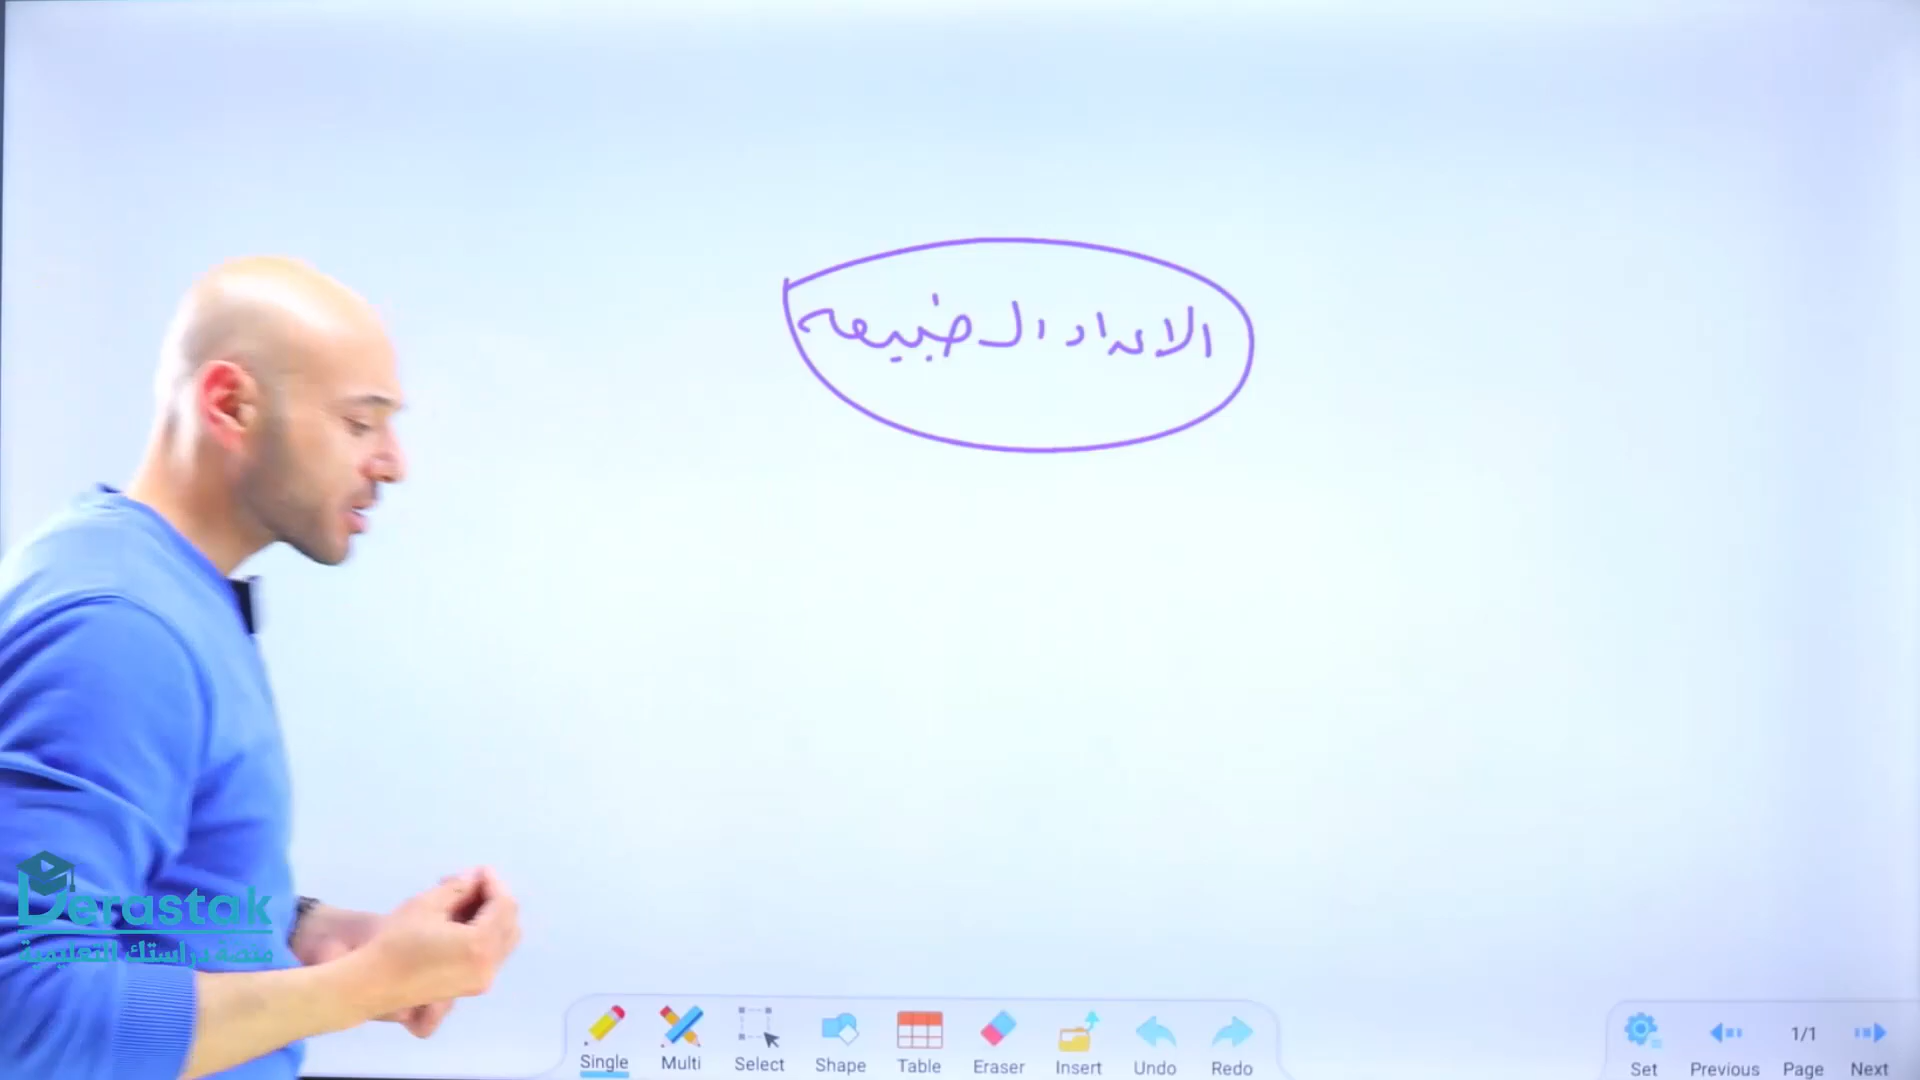 الاعداد الطبيعه
Derastak
منصة دراستك التعليمية
Single Multi Select Shape Table Eraser Insert Undo Redo
1/1
Set Previous Page Next